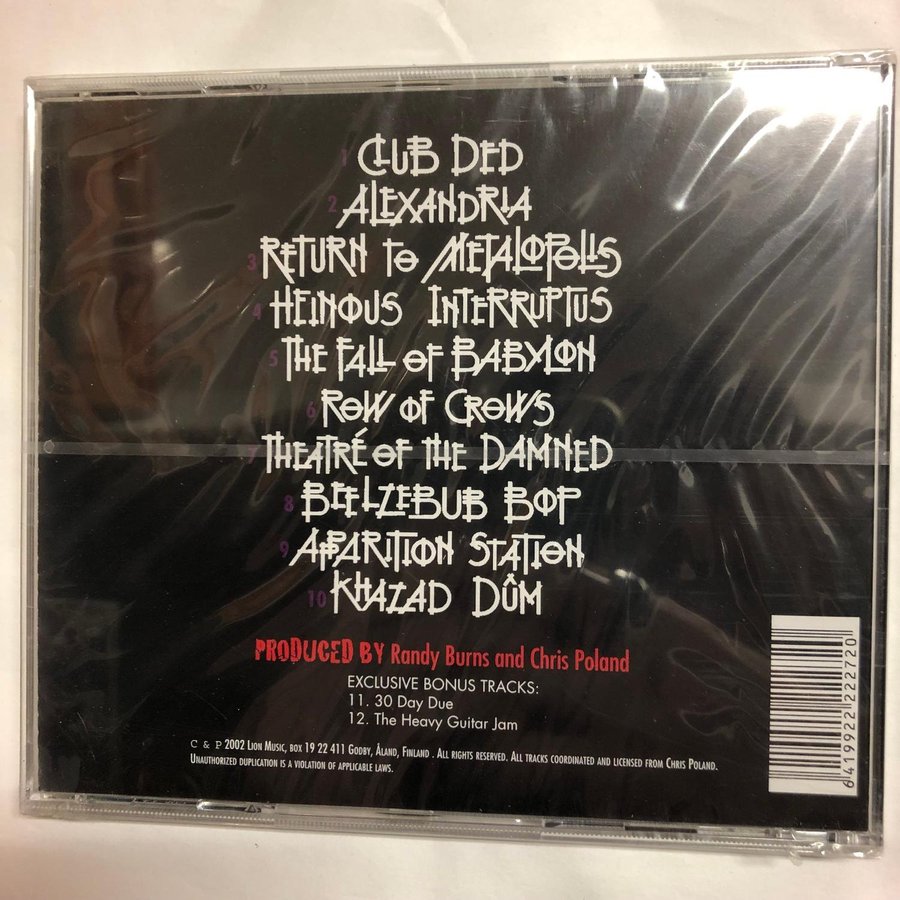 1 Club Ded
2 Alexandria
3 Return to Metalopolis
4 Heinous Interruptus
5 The Fall of Babylon
6 Row of Crows
7 Theatré of the Damned
8 Beelzebub Bop
9 Apparition Station
10 Khazad Dûm
PRODUCED BY Randy Burns and Chris Poland
EXCLUSIVE BONUS TRACKS:
11. 30 Day Due
12. The Heavy Guitar Jam
C & P 2002 Lion Music, box 19 22 411 Godby, Aland, Finland . All rights reserved. All tracks coordinated and licensed from Chris Poland.
Unauthorized duplication is a violation of applicable laws.
6 419922 222720